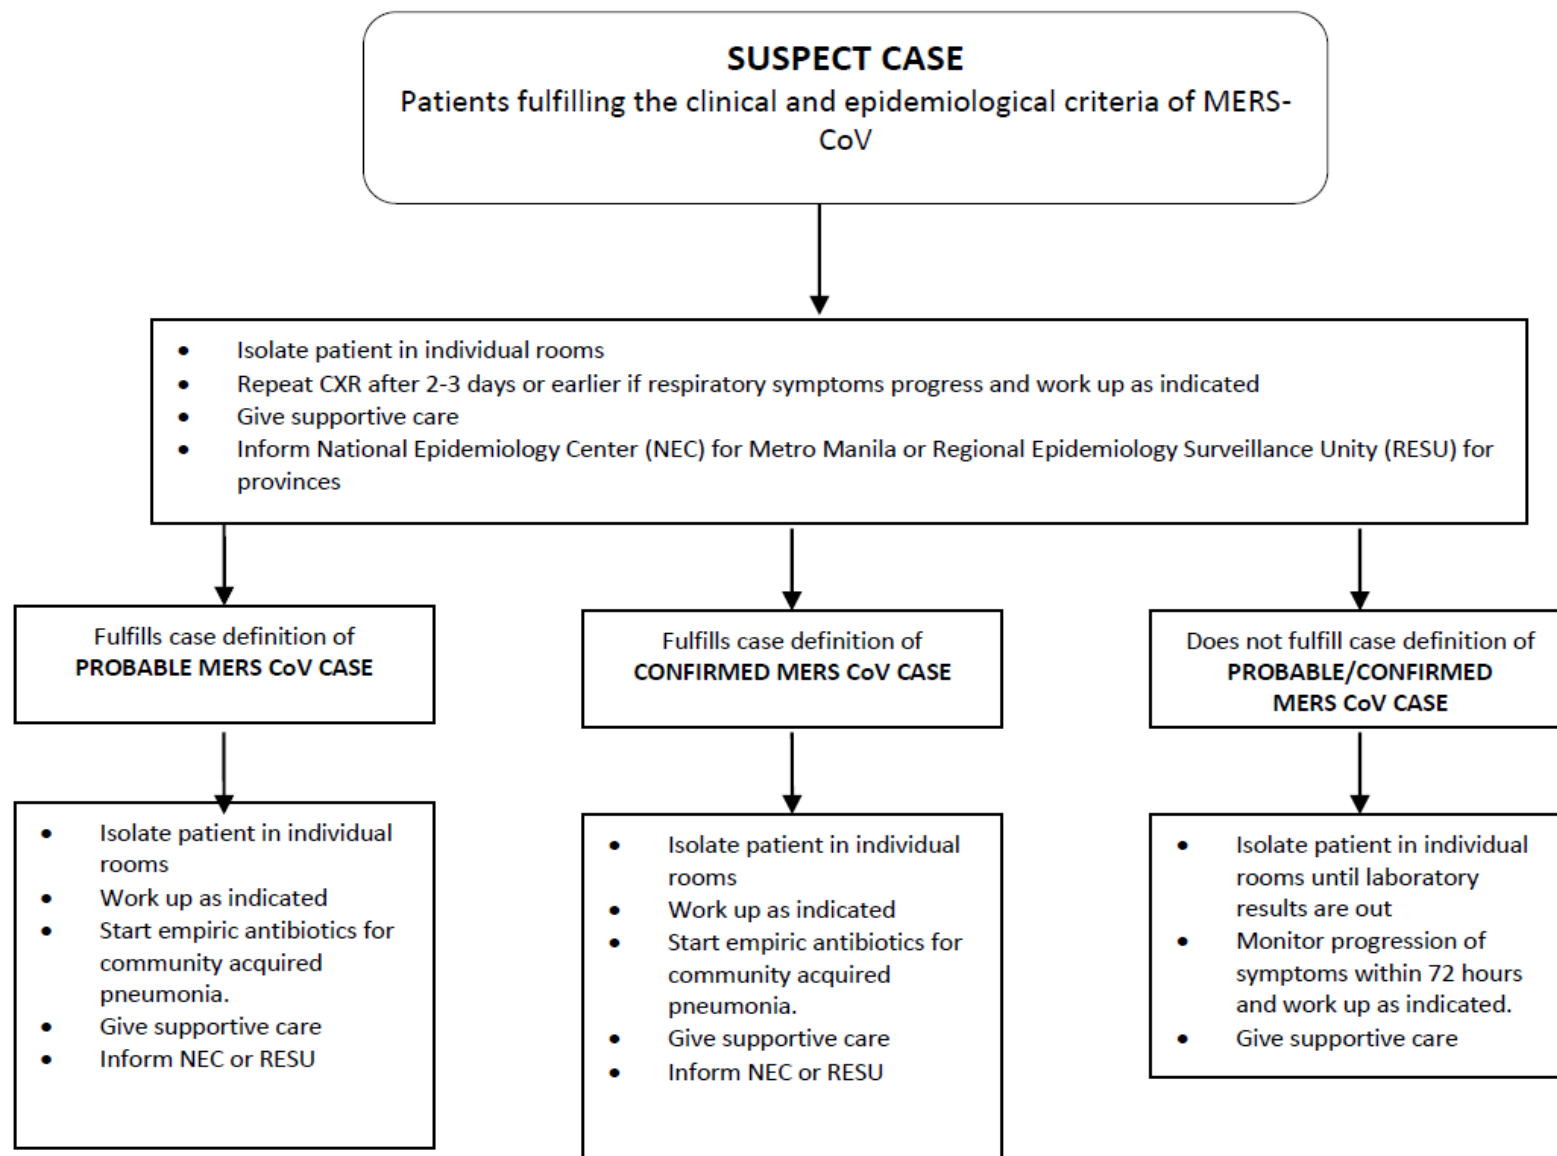 SUSPECT CASE
Patients fulfilling the clinical and epidemiological criteria of MERS-
CoV
• Isolate patient in individual rooms
• Repeat CXR after 2-3 days or earlier if respiratory symptoms progress and work up as indicated
• Give supportive care
• Inform National Epidemiology Center (NEC) for Metro Manila or Regional Epidemiology Surveillance Unity (RESU) for
provinces
Fulfills case definition of
PROBABLE MERS CoV CASE
Fulfills case definition of
CONFIRMED MERS CoV CASE
Does not fulfill case definition of
PROBABLE/CONFIRMED
MERS CoV CASE
• Isolate patient in individual
rooms
• Work up as indicated
• Start empiric antibiotics for
community acquired
pneumonia.
• Give supportive care
• Inform NEC or RESU
• Isolate patient in individual
rooms
• Work up as indicated
• Start empiric antibiotics for
community acquired
pneumonia.
• Give supportive care
• Inform NEC or RESU
• Isolate patient in individual
rooms until laboratory
results are out
• Monitor progression of
symptoms within 72 hours
and work up as indicated.
• Give supportive care